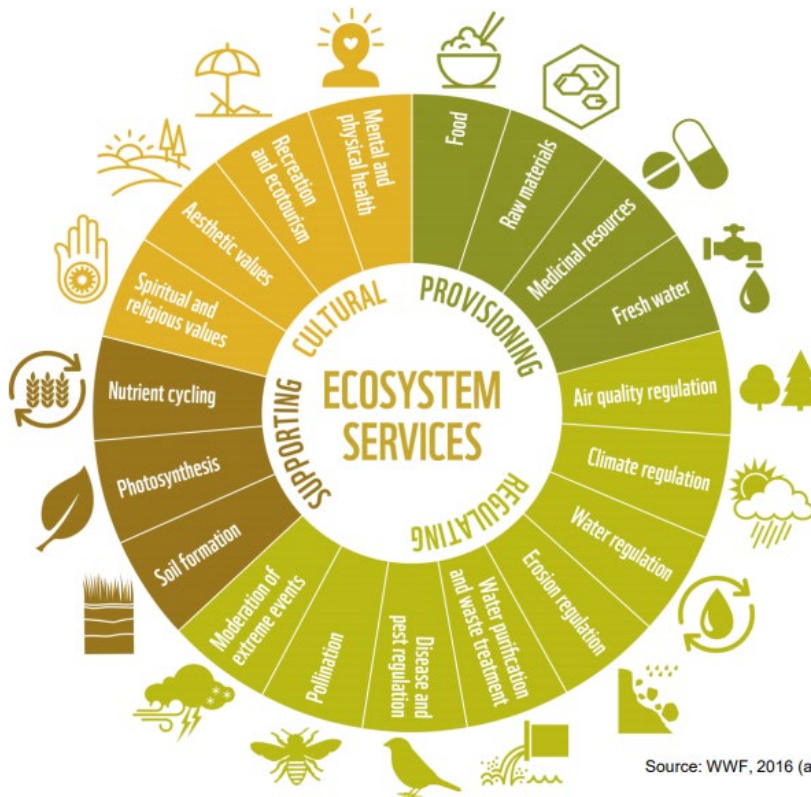 ECOSYSTEM
SERVICES
PROVISIONING
Food
Raw materials
Medicinal resources
Fresh water
REGULATING
Air quality regulation
Climate regulation
Water regulation
Erosion regulation
Water purification
and waste treatment
Disease and
pest regulation
Pollination
Moderation of
extreme events
SUPPORTING
Soil formation
Photosynthesis
Nutrient cycling
CULTURAL
Spiritual and
religious values
Aesthetic values
Recreation
and ecotourism
Mental and
physical health
Source: WWF, 2016 (a